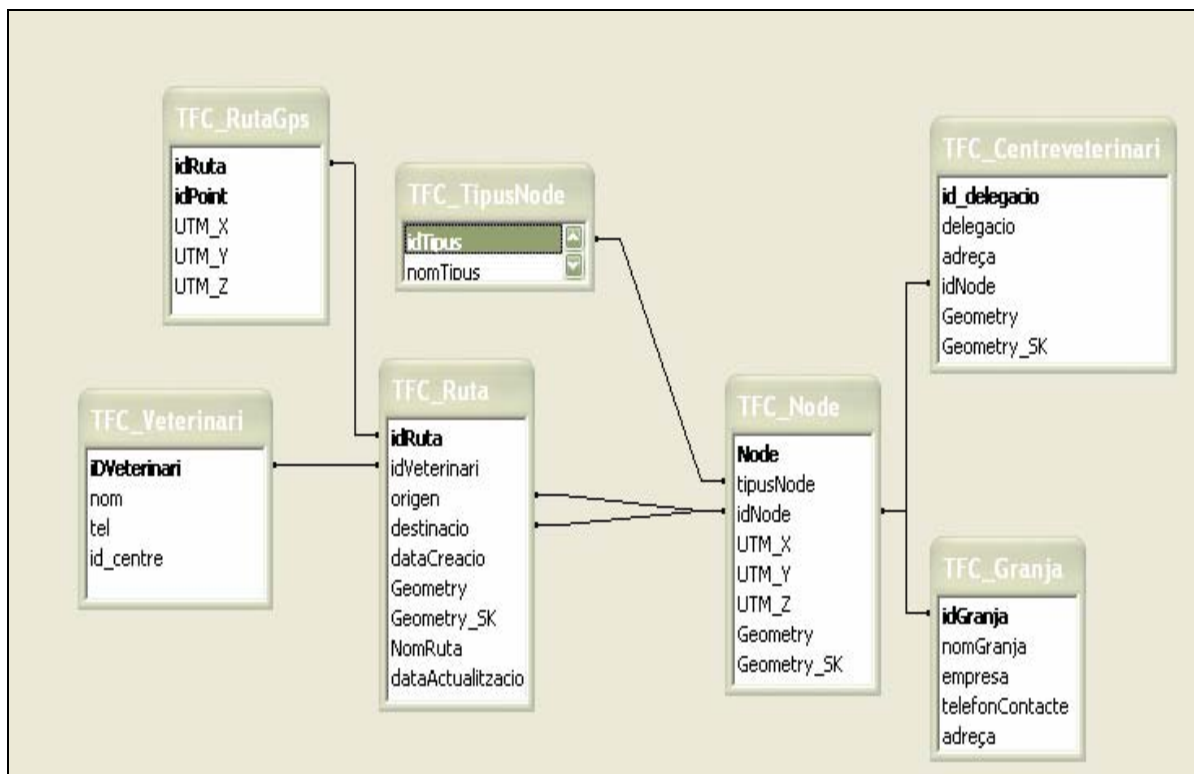 TFC_RutaGps
idRuta
idPoint
UTM_X
UTM_Y
UTM_Z
TFC_TipusNode
idTipus
nomTipus
TFC_Centreveterinari
id_delegacio
delegacio
adreça
idNode
Geometry
Geometry_SK
TFC_Veterinari
iDVeterinari
nom
tel
id_centre
TFC_Ruta
idRuta
idVeterinari
origen
destinacio
dataCreacio
Geometry
Geometry_SK
NomRuta
dataActualitzacio
TFC_Node
Node
tipusNode
idNode
UTM_X
UTM_Y
UTM_Z
Geometry
Geometry_SK
TFC_Granja
idGranja
nomGranja
empresa
telefonContacte
adreça